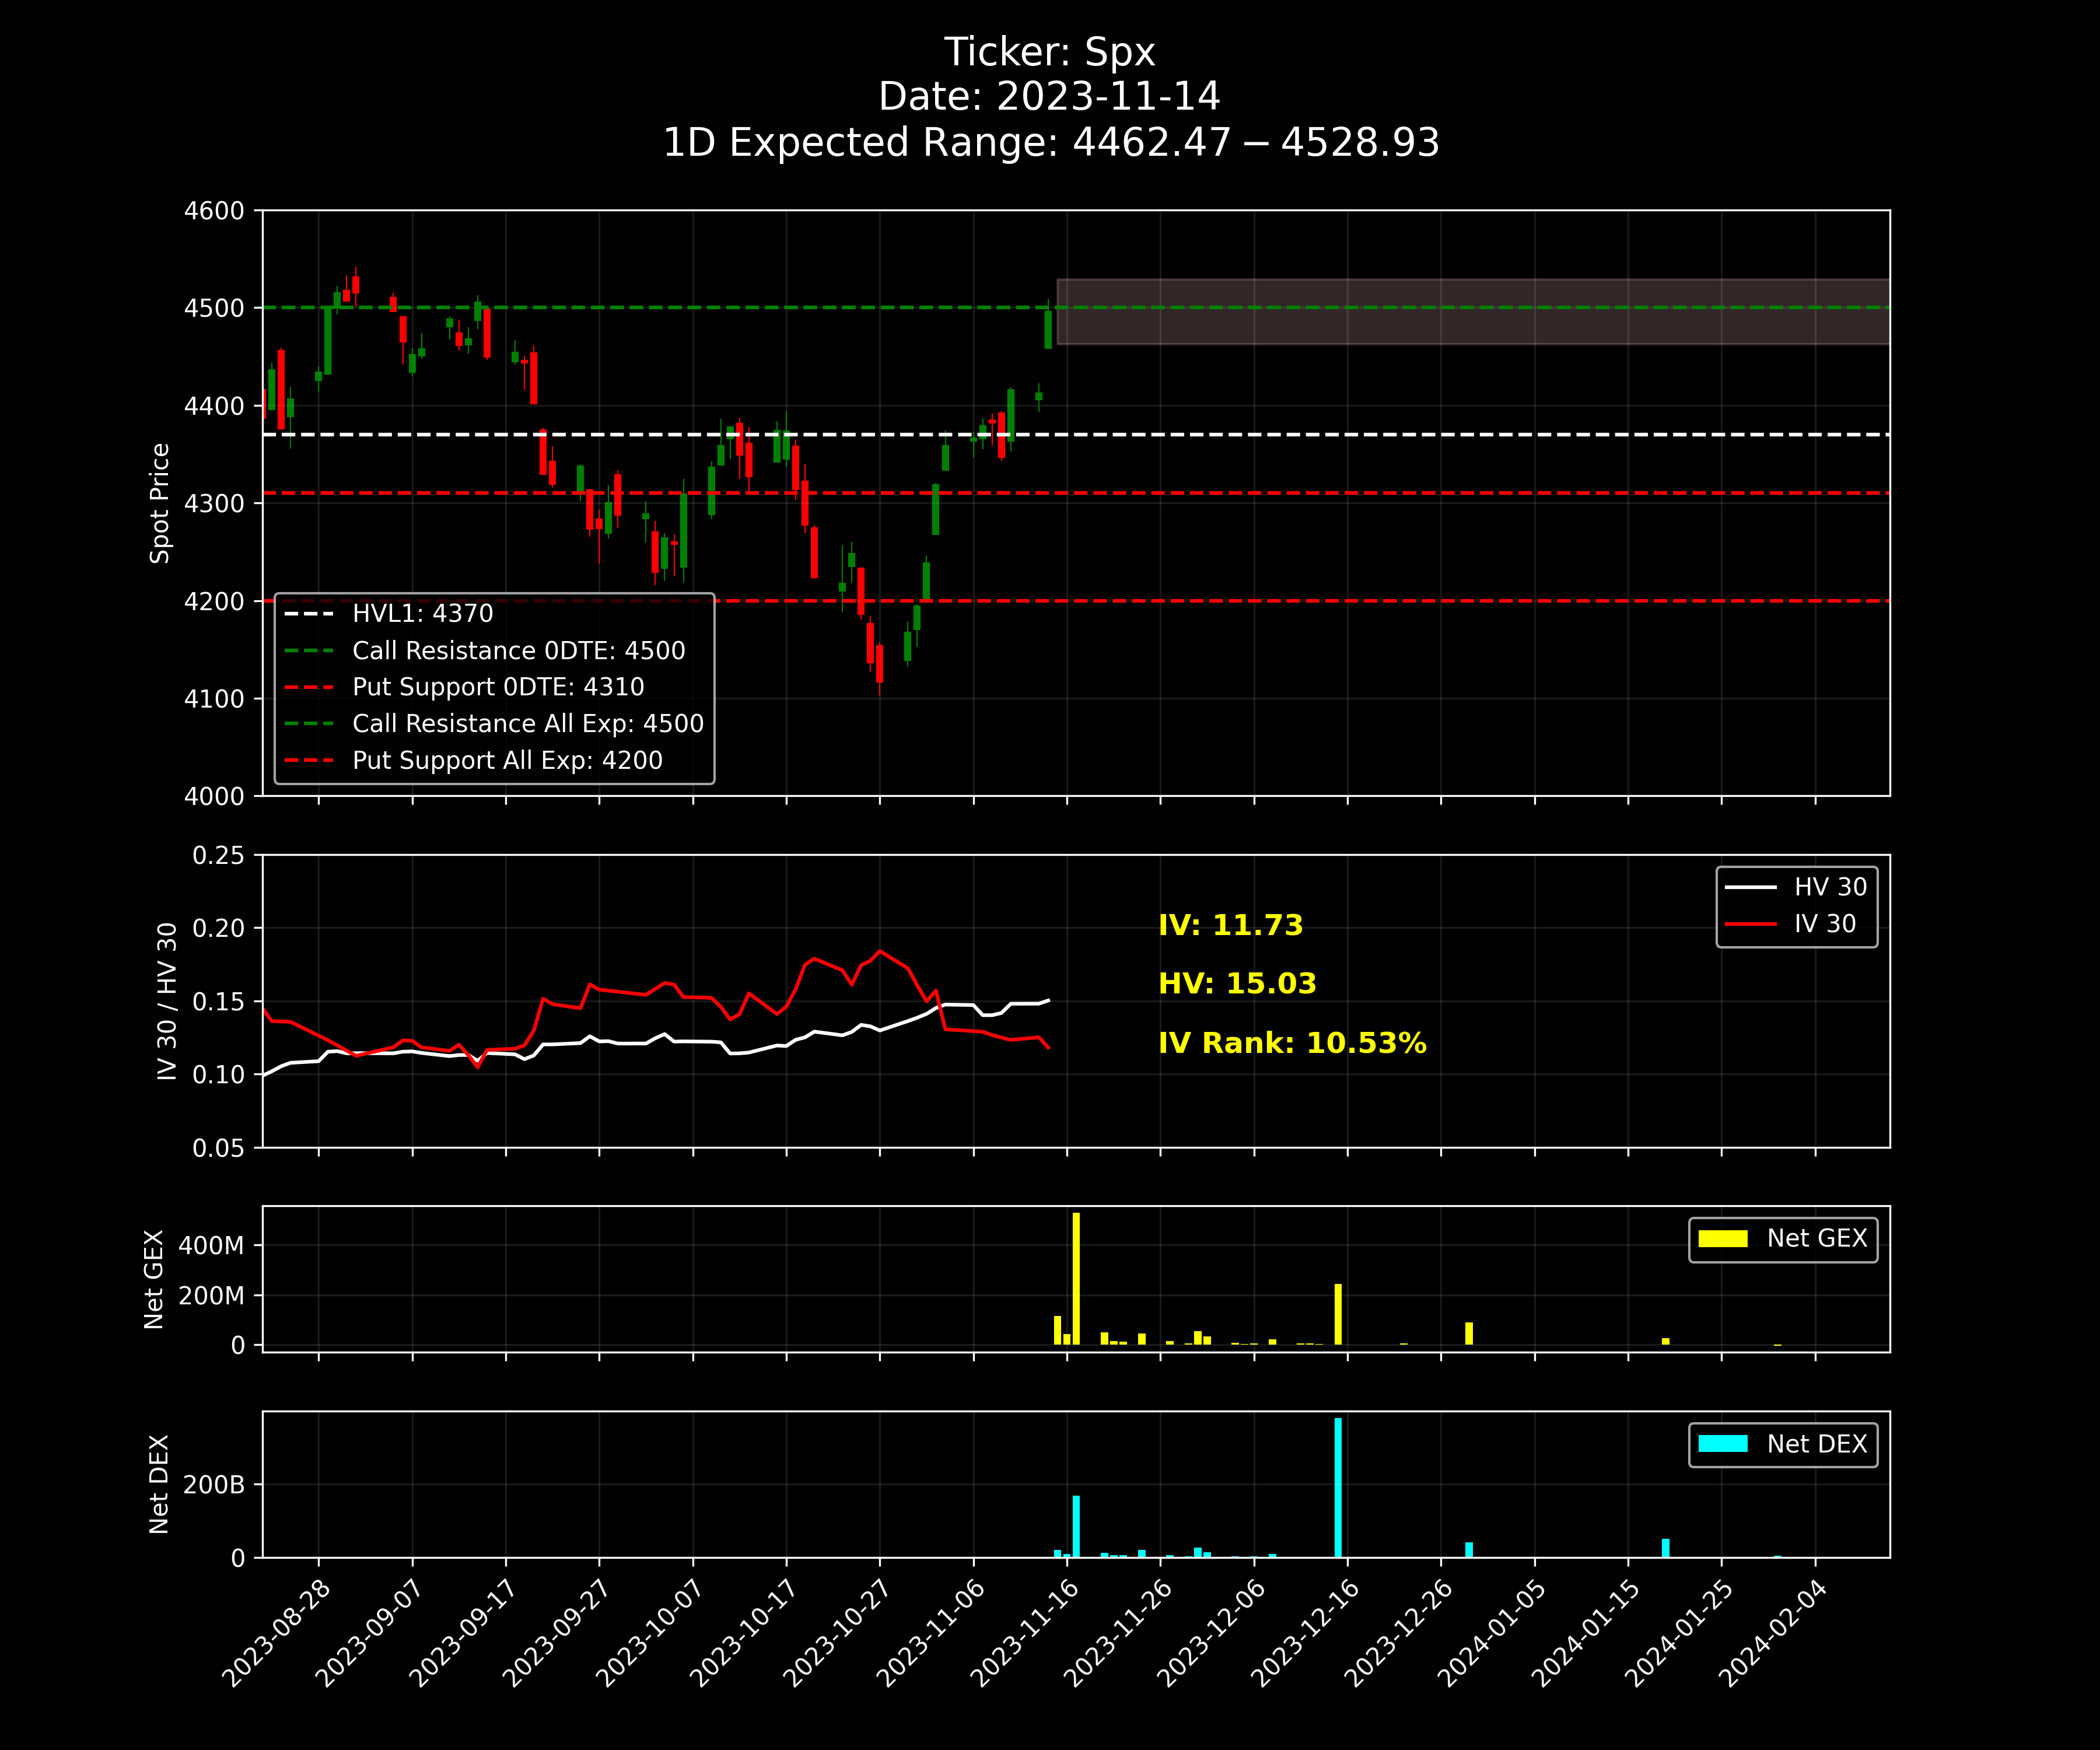 Ticker: Spx
Date: 2023-11-14
1D Expected Range: 4462.47 − 4528.93
4600
4500
4400
4300
4200
4100
4000
Spot Price
HVL1: 4370
Call Resistance 0DTE: 4500
Put Support 0DTE: 4310
Call Resistance All Exp: 4500
Put Support All Exp: 4200
0.25
0.20
0.15
0.10
0.05
IV 30 / HV 30
IV: 11.73
HV: 15.03
IV Rank: 10.53%
HV 30
IV 30
400M
200M
0
Net GEX
Net GEX
200B
0
Net DEX
Net DEX
2023-08-28
2023-09-07
2023-09-17
2023-09-27
2023-10-07
2023-10-17
2023-10-27
2023-11-06
2023-11-16
2023-11-26
2023-12-06
2023-12-16
2023-12-26
2024-01-05
2024-01-15
2024-01-25
2024-02-04